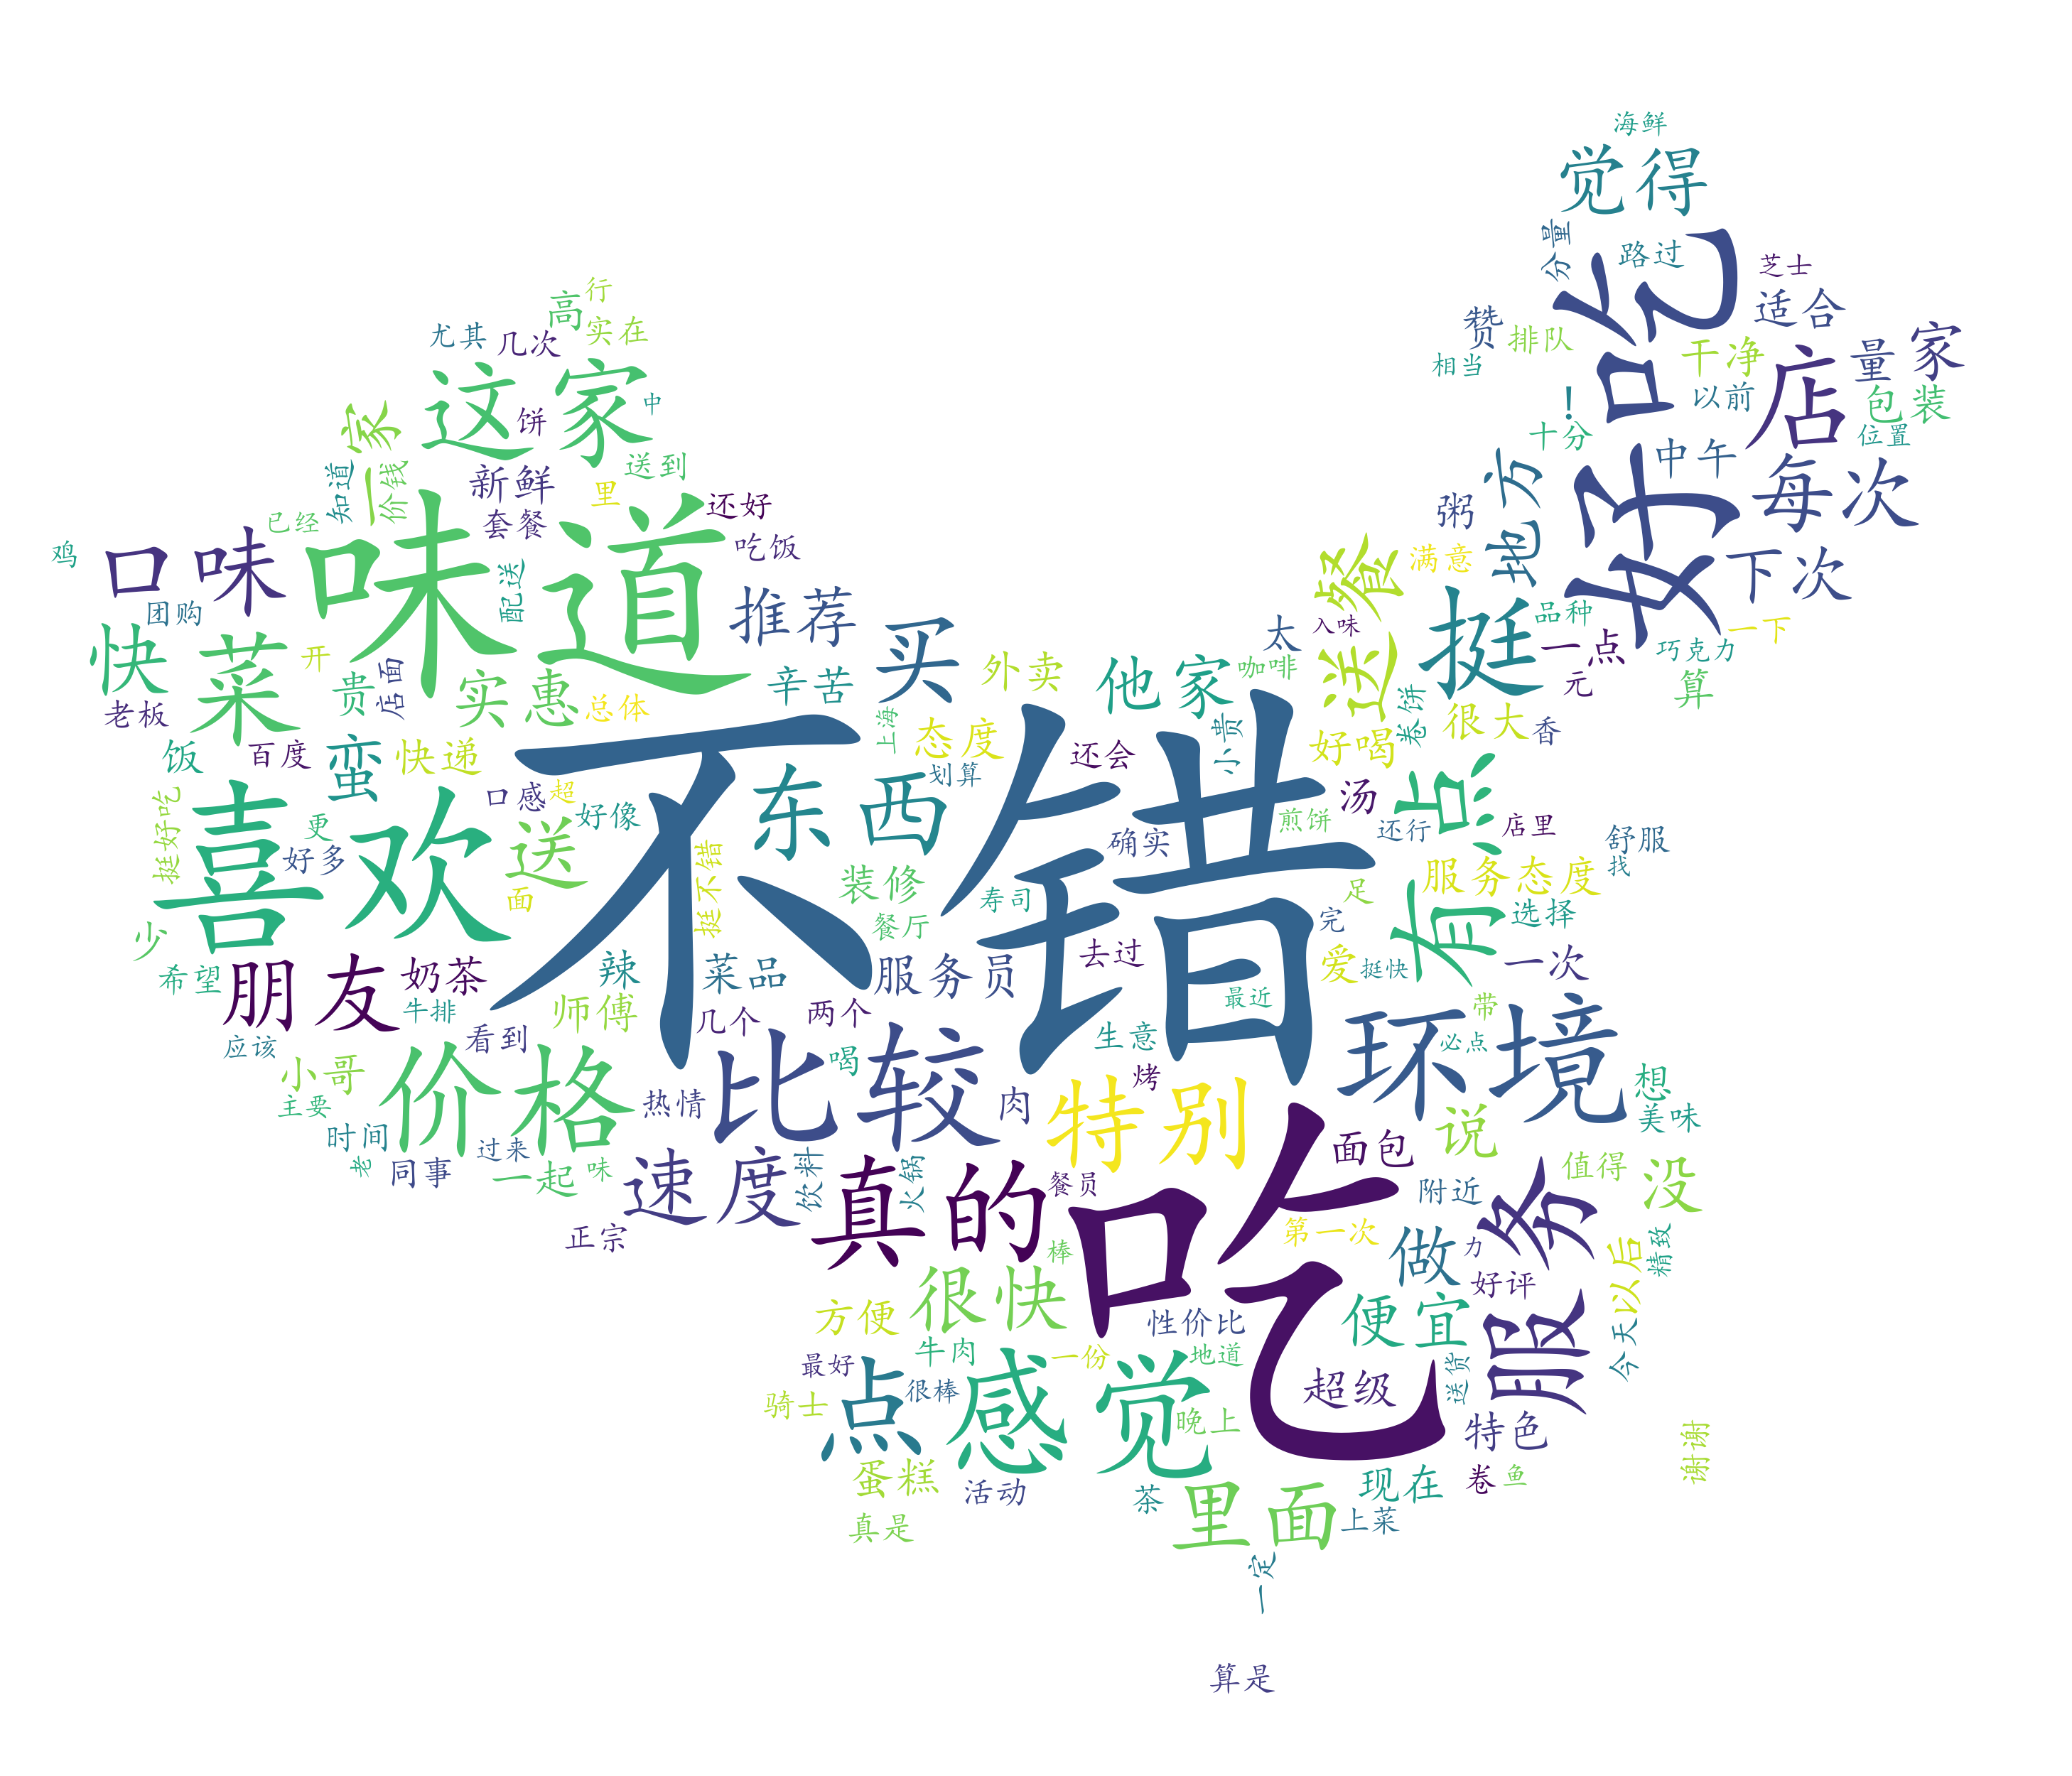 海鲜
觉得
分量
路过
芝士
好吃
适合
行
高
实在
赞
排队
尤其
几次
干净
店
量
家
相当
这家
中
以前
包装
一家
饼
!
十分
中午
位置
价钱
知道
新鲜
送到
地方
每次
里
还好
粥
已经
套餐
味道
口味
鸡
吃饭
送餐
满意
下次
配送
团购
推荐
挺
品种
快
菜
开
买
太
入味
一点
一下
巧克力
贵
店面
实惠
外卖
他家
咖啡
元
算
老板
总体
辛苦
上海
态度
小贵
好喝
卷饼
很大
香
饭
百度
蛮
快递
不错
还会
东西
划算
汤
有点
口感
超
挺好吃
喜欢
更
好像
煎饼
还行
店里
舒服
好多
送
挺不错
确实
找
装修
服务态度
面
寿司
足
餐厅
完
选择
少
朋友
奶茶
辣
菜品
服务员
去过
爱
挺快
一次
希望
牛排
师傅
最近
带
几个
两个
环境
应该
看到
比较
喝
生意
必点
小哥
价格
烤
想
主要
热情
肉
特别
说
美味
时间
过来
面包
老
同事
一起
味
速度
饮料
真的
火锅
餐员
吃
附近
服务
值得
没
正宗
棒
第一次
做
力
以后
精致
很快
好评
方便
性价比
便宜
今天
最好
点
牛肉
一份
地道
骑士
很棒
感觉
超级
送货
晚上
特色
谢谢
蛋糕
活动
茶
现在
卷
鱼
真是
里面
上菜
一定
算是